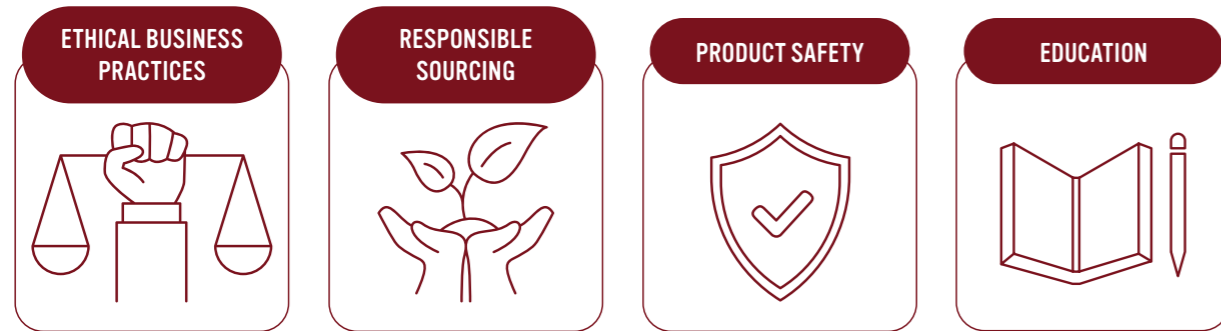 ETHICAL BUSINESS
PRACTICES
RESPONSIBLE
SOURCING
PRODUCT SAFETY
EDUCATION